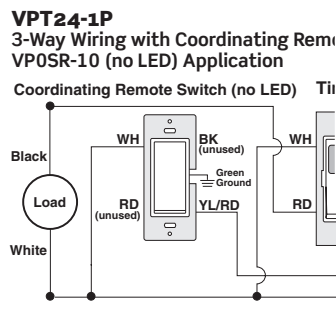 VPT24-1P
3-Way Wiring with Coordinating
VP0SR-10 (no LED) Application
Coordinating Remote Switch (no LED)
WH
BK
(unused)
WH
Black
Green
Ground
Load
RD
(unused)
YL/RD
RD
White